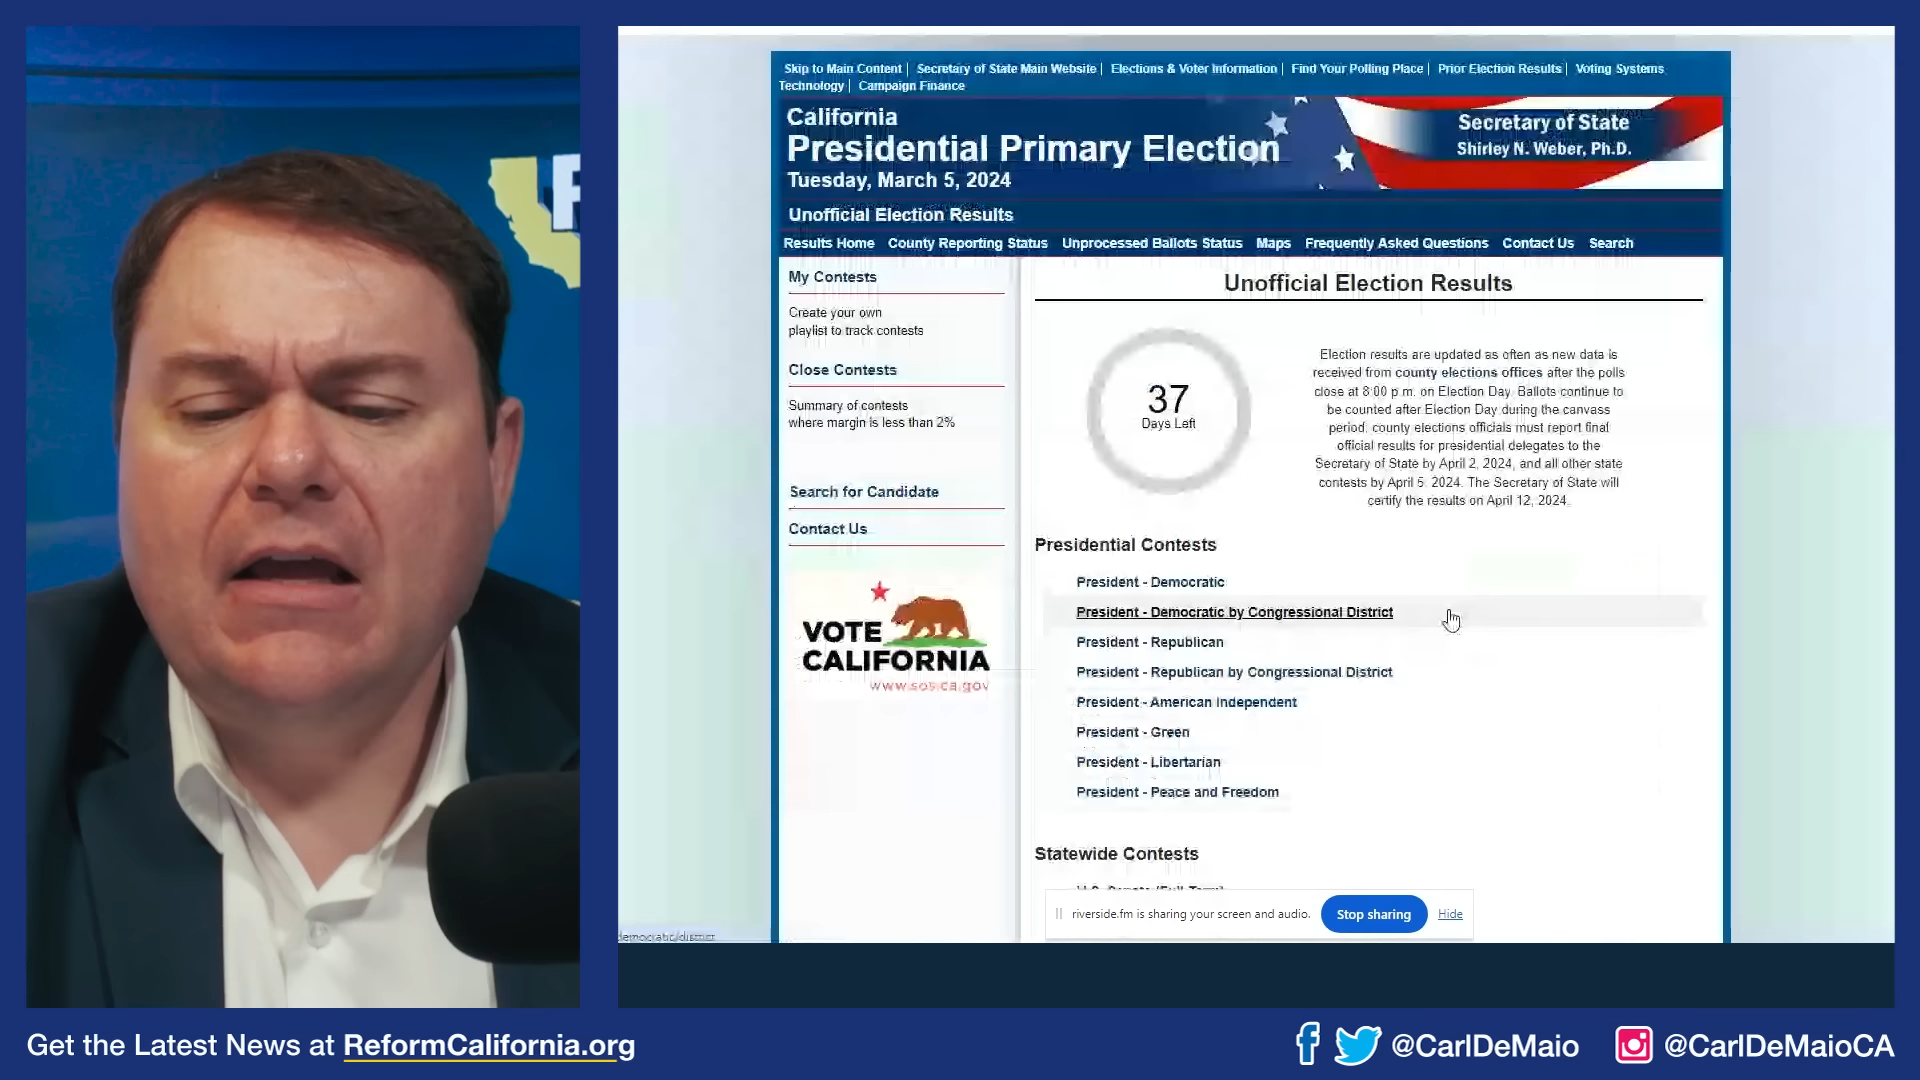 Skip to Main Content | Secretary of State Main Website | Elections & Voter Information | Find Your Polling Place | Prior Election Results | Voting Systems
Technology | Campaign Finance
California
Presidential Primary Election
Tuesday, March 5, 2024
Secretary of State
Shirley N. Weber, Ph.D.
Unofficial Election Results
Results Home County Reporting Status Unprocessed Ballots Status Maps Frequently Asked Questions Contact Us Search
My Contests
Create your own
playlist to track contests
Close Contests
Summary of contests
where margin is less than 2%
Search for Candidate
Contact Us
VOTE
CALIFORNIA
www.sos.ca.gov
Unofficial Election Results
37
Days Left
Election results are updated as often as new data is
received from county elections offices after the polls
close at 8:00 p.m. on Election Day. Ballots continue to
be counted after Election Day during the canvass
period; county elections officials must report final
official results for presidential delegates to the
Secretary of State by April 2, 2024, and all other state
contests by April 5, 2024. The Secretary of State will
certify the results on April 12, 2024.
Presidential Contests
President - Democratic
President - Democratic by Congressional District
President - Republican
President - Republican by Congressional District
President - American Independent
President - Green
President - Libertarian
President - Peace and Freedom
Statewide Contests
U.S. Senate (Full Term)
riverside.fm is sharing your screen and audio.
Stop sharing
Hide
democratic/district
Get the Latest News at ReformCalifornia.org
@CarlDeMaio
@CarlDeMaioCA